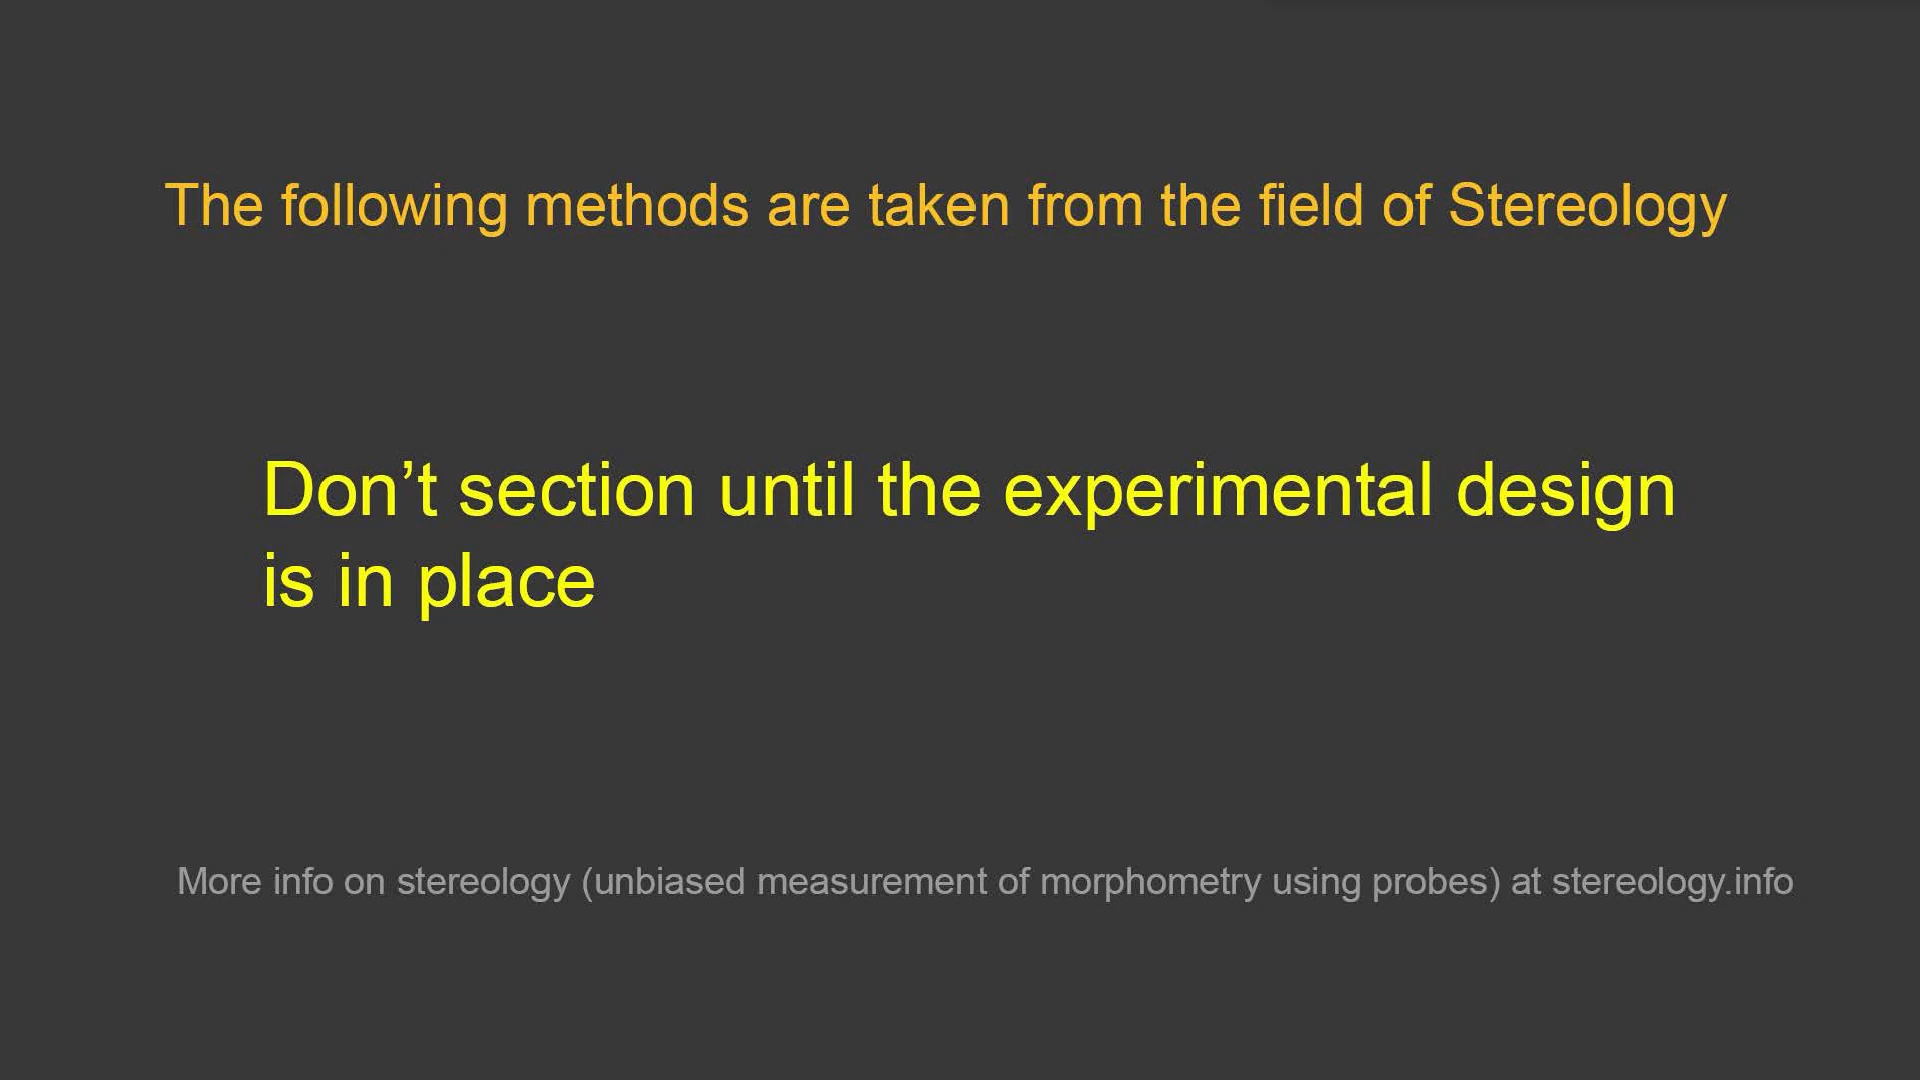 The following methods are taken from the field of Stereology
Don’t section until the experimental design
is in place
More info on stereology (unbiased measurement of morphometry using probes) at stereology.info